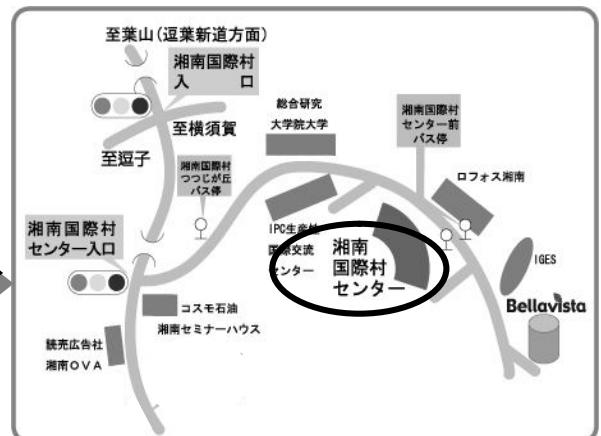 至葉山(逗葉新道方面)
湘南国際村
入　口
至横須賀
至逗子
総合研究
大学院大学
湘南国際村
センター前
バス停
湘南国際村
つつじが丘
バス停
ロフォス湘南
湘南国際村
センター入口
IPC生産性
国際交流
センター
湘南
国際村
センター
IGES
Bellavista
コスモ石油
湘南セミナーハウス
読売広告社
湘南OVA